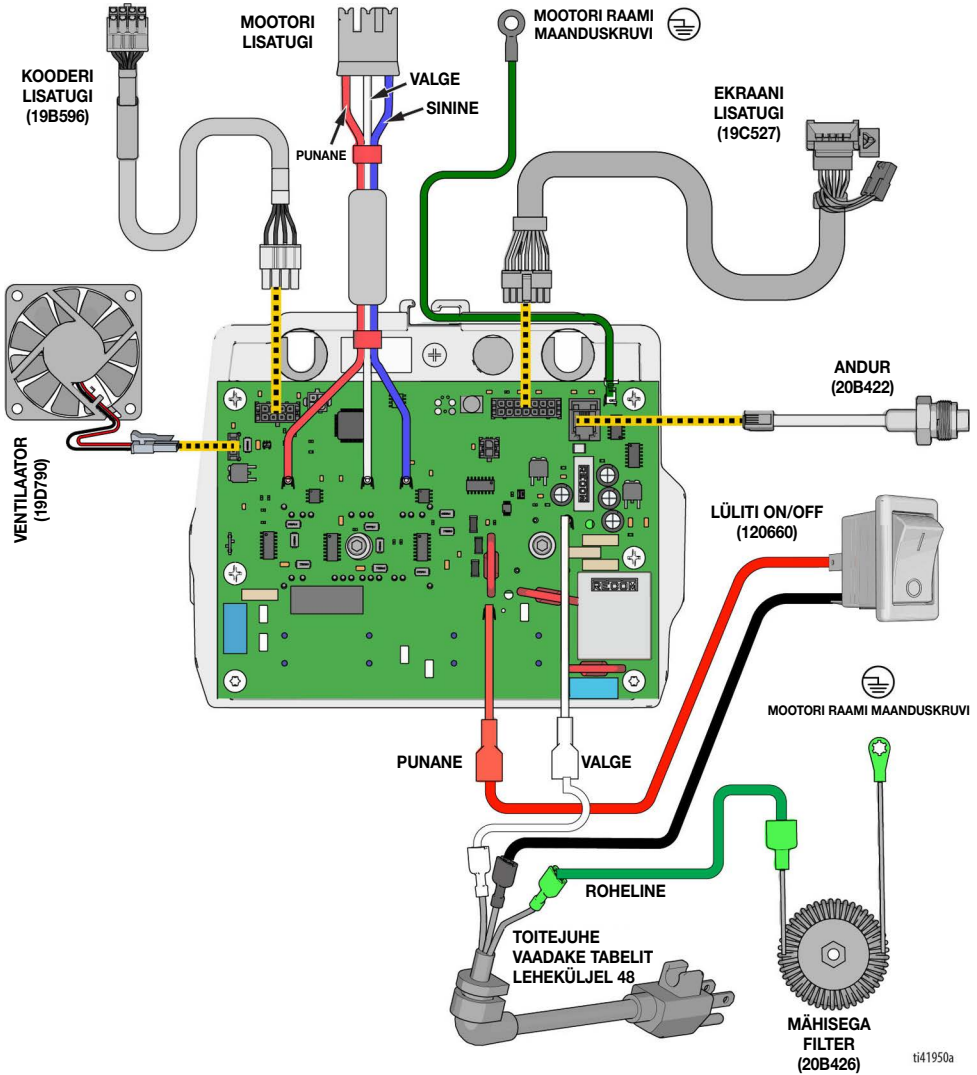 MOOTORI
LISATUGI
MOOTORI RAAMI
MAANDUSKRUVI
KOODERI
LISATUGI
(19B596)
VALGE
SININE
PUNANE
EKRAANI
LISATUGI
(19C527)
VENTILAATOR
(19D790)
ANDUR
(20B422)
LÜLITI ON/OFF
(120660)
MOOTORI RAAMI MAANDUSKRUVI
PUNANE
VALGE
ROHELINE
TOITEJUHE
VAADAKE TABELIT
LEHEKÜLJEL 48
MÄHISEGA
FILTER
(20B426)
ti41950a